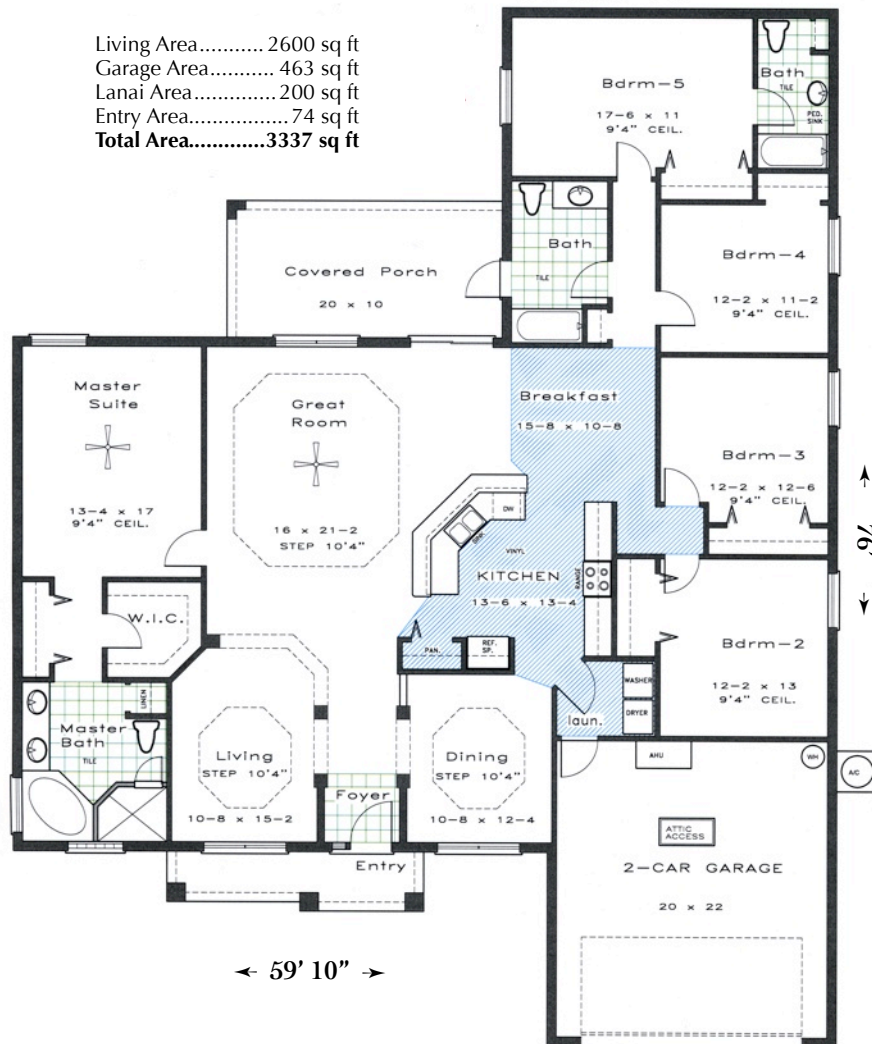 Living Area........... 2600 sq ft
Garage Area........... 463 sq ft
Lanai Area............. 200 sq ft
Entry Area................. 74 sq ft
Total Area.............3337 sq ft
Bdrm-5
17-6 x 11
9'4" CEIL.
Bath
TILE
PED.
SINK
Bath
TILE
Covered Porch
20 x 10
Bdrm-4
12-2 x 11-2
9'4" CEIL.
Master
Suite
13-4 x 17
9'4" CEIL.
Great
Room
16 x 21-2
STEP 10'4"
Breakfast
15-8 x 10-8
Bdrm-3
12-2 x 12-6
9'4" CEIL.
76'
DW
SINK
VINYL
KITCHEN
13-6 x 13-4
RANGE
W.I.C.
PAN.
REF.
SP.
Bdrm-2
12-2 x 13
9'4" CEIL.
LINEN
Master
Bath
TILE
Living
STEP 10'4"
10-8 x 15-2
Foyer
Dining
STEP 10'4"
10-8 x 12-4
WASHER
DRYER
laun.
AHU
WH
A/C
ATTIC
ACCESS
2-CAR GARAGE
20 x 22
Entry
59' 10"